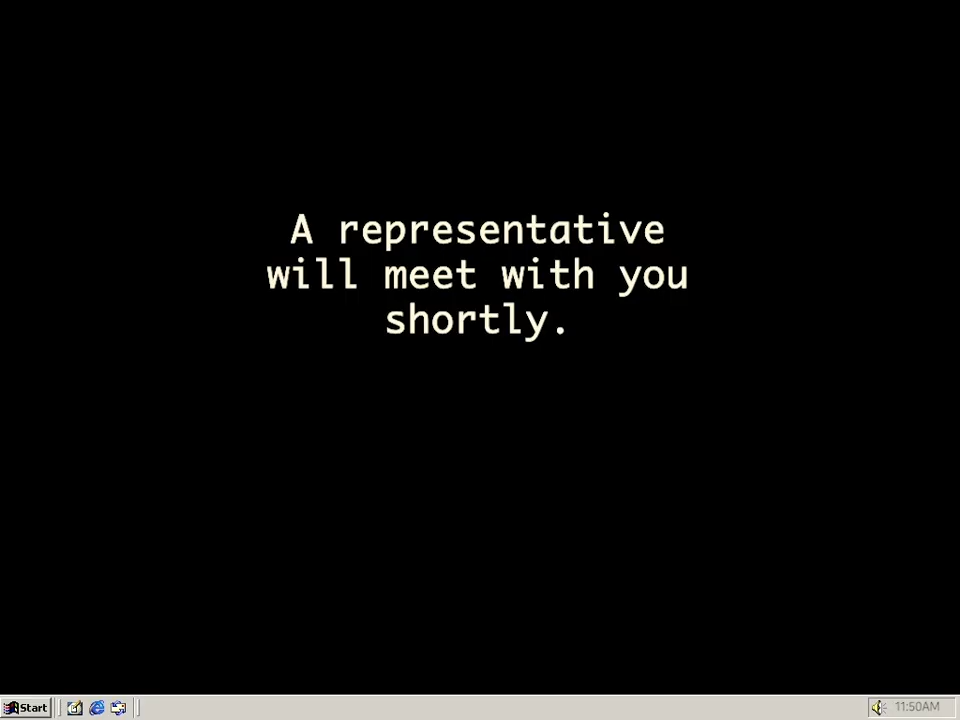 A representative
will meet with you
shortly.
Start
11:50AM